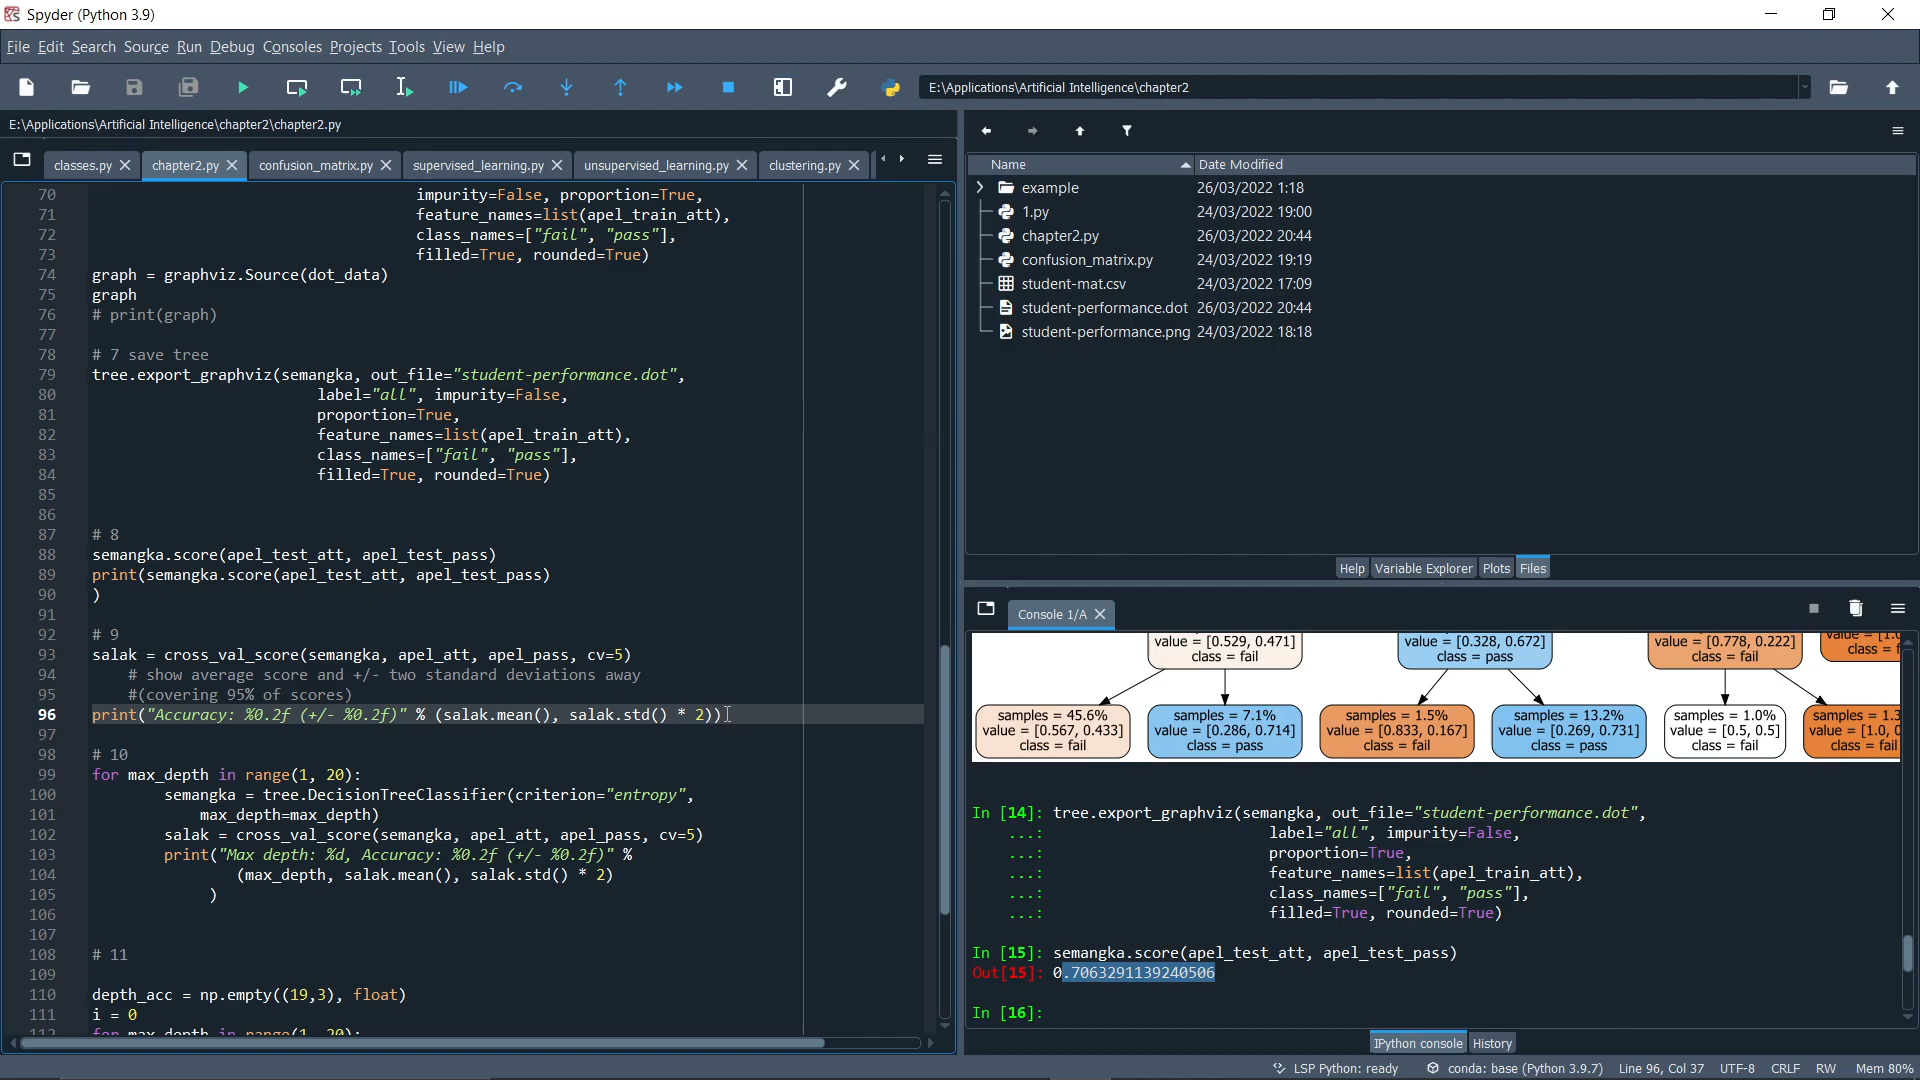 Spyder (Python 3.9)
File Edit Search Source Run Debug Consoles Projects Tools View Help
E:\Applications\Artificial Intelligence\chapter2
E:\Applications\Artificial Intelligence\chapter2\chapter2.py
classes.py chapter2.py confusion_matrix.py supervised_learning.py unsupervised_learning.py clustering.py
70 impurity=False, proportion=True,
71 feature_names=list(apel_train_att),
72 class_names=["fail", "pass"],
73 filled=True, rounded=True)
74 graph = graphviz.Source(dot_data)
75 graph
76 # print(graph)
77
78 # 7 save tree
79 tree.export_graphviz(semangka, out_file="student-performance.dot",
80 label="all", impurity=False,
81 proportion=True,
82 feature_names=list(apel_train_att),
83 class_names=["fail", "pass"],
84 filled=True, rounded=True)
85
86
87 # 8
88 semangka.score(apel_test_att, apel_test_pass)
89 print(semangka.score(apel_test_att, apel_test_pass)
90 )
91
92 # 9
93 salak = cross_val_score(semangka, apel_att, apel_pass, cv=5)
94 # show average score and +/- two standard deviations away
95 #(covering 95% of scores)
96 print("Accuracy: %0.2f (+/- %0.2f)" % (salak.mean(), salak.std() * 2))
97
98 # 10
99 for max_depth in range(1, 20):
100 semangka = tree.DecisionTreeClassifier(criterion="entropy",
101 max_depth=max_depth)
102 salak = cross_val_score(semangka, apel_att, apel_pass, cv=5)
103 print("Max depth: %d, Accuracy: %0.2f (+/- %0.2f)" %
104 (max_depth, salak.mean(), salak.std() * 2)
105 )
106
107
108 # 11
109
110 depth_acc = np.empty((19,3), float)
111 i = 0
112 for max_depth in range(1, 20):
Name Date Modified
example 26/03/2022 1:18
1.py 24/03/2022 19:00
chapter2.py 26/03/2022 20:44
confusion_matrix.py 24/03/2022 19:19
student-mat.csv 24/03/2022 17:09
student-performance.dot 26/03/2022 20:44
student-performance.png 24/03/2022 18:18
Help Variable Explorer Plots Files
Console 1/A
value = [0.529, 0.471] value = [0.328, 0.672] value = [0.778, 0.222] value = [1.0
class = fail class = pass class = fail class = f
samples = 45.6% samples = 7.1% samples = 1.5% samples = 13.2% samples = 1.0% samples = 1.3
value = [0.567, 0.433] value = [0.286, 0.714] value = [0.833, 0.167] value = [0.269, 0.731] value = [0.5, 0.5] value = [1.0, 0
class = fail class = pass class = fail class = pass class = fail class = fail
In [14]: tree.export_graphviz(semangka, out_file="student-performance.dot",
...: label="all", impurity=False,
...: proportion=True,
...: feature_names=list(apel_train_att),
...: class_names=["fail", "pass"],
...: filled=True, rounded=True)
In [15]: semangka.score(apel_test_att, apel_test_pass)
Out[15]: 0.7063291139240506
In [16]:
IPython console History
LSP Python: ready conda: base (Python 3.9.7) Line 96, Col 37 UTF-8 CRLF RW Mem 80%